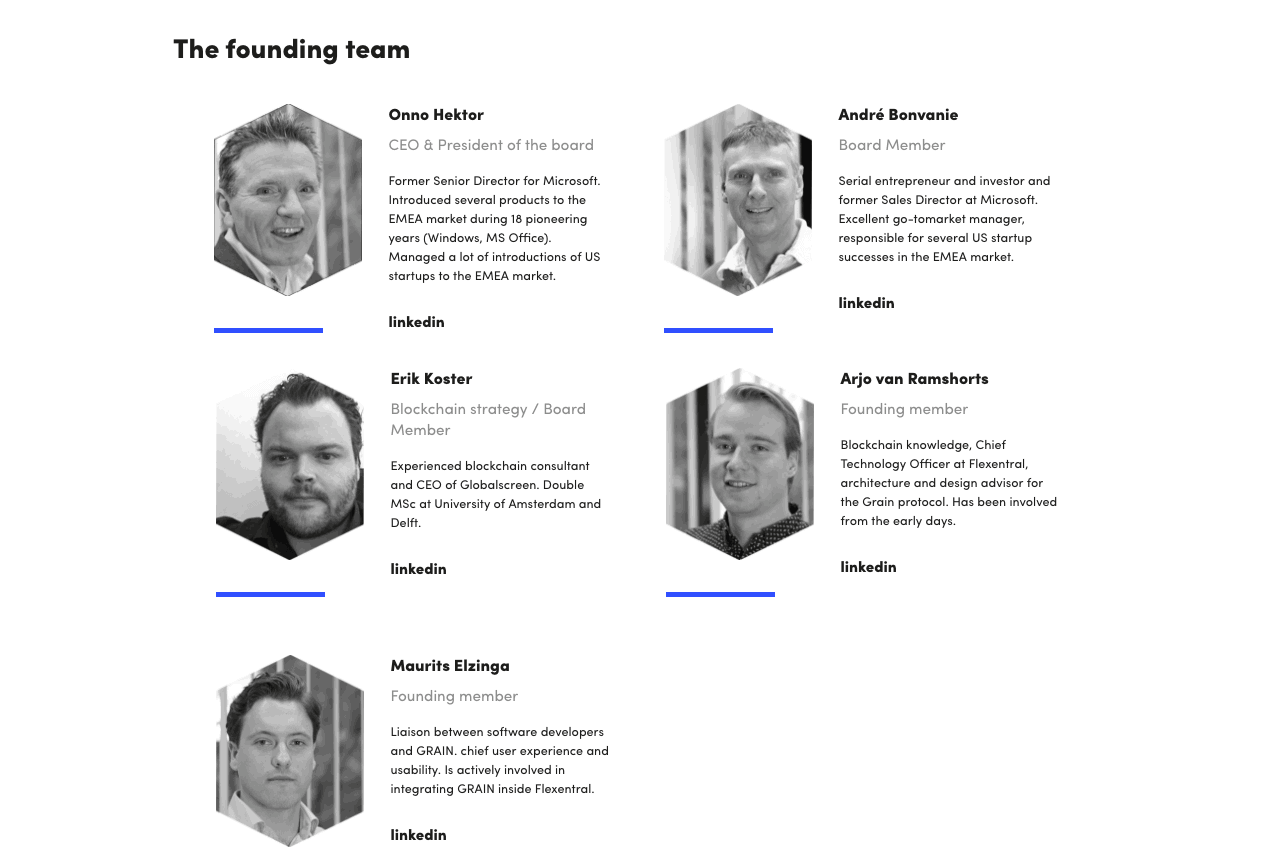 The founding team
Onno Hektor
CEO & President of the board
Former Senior Director for Microsoft.
Introduced several products to the
EMEA market during 18 pioneering
years (Windows, MS Office).
Managed a lot of introductions of US
startups to the EMEA market.
linkedin
André Bonvanie
Board Member
Serial entrepreneur and investor and
former Sales Director at Microsoft.
Excellent go-tomarket manager,
responsible for several US startup
successes in the EMEA market.
linkedin
Erik Koster
Blockchain strategy / Board
Member
Experienced blockchain consultant
and CEO of Globalscreen. Double
MSc at University of Amsterdam and
Delft.
linkedin
Arjo van Ramshorts
Founding member
Blockchain knowledge, Chief
Technology Officer at Flexentral,
architecture and design advisor for
the Grain protocol. Has been involved
from the early days.
linkedin
Maurits Elzinga
Founding member
Liaison between software developers
and GRAIN. chief user experience and
usability. Is actively involved in
integrating GRAIN inside Flexentral.
linkedin